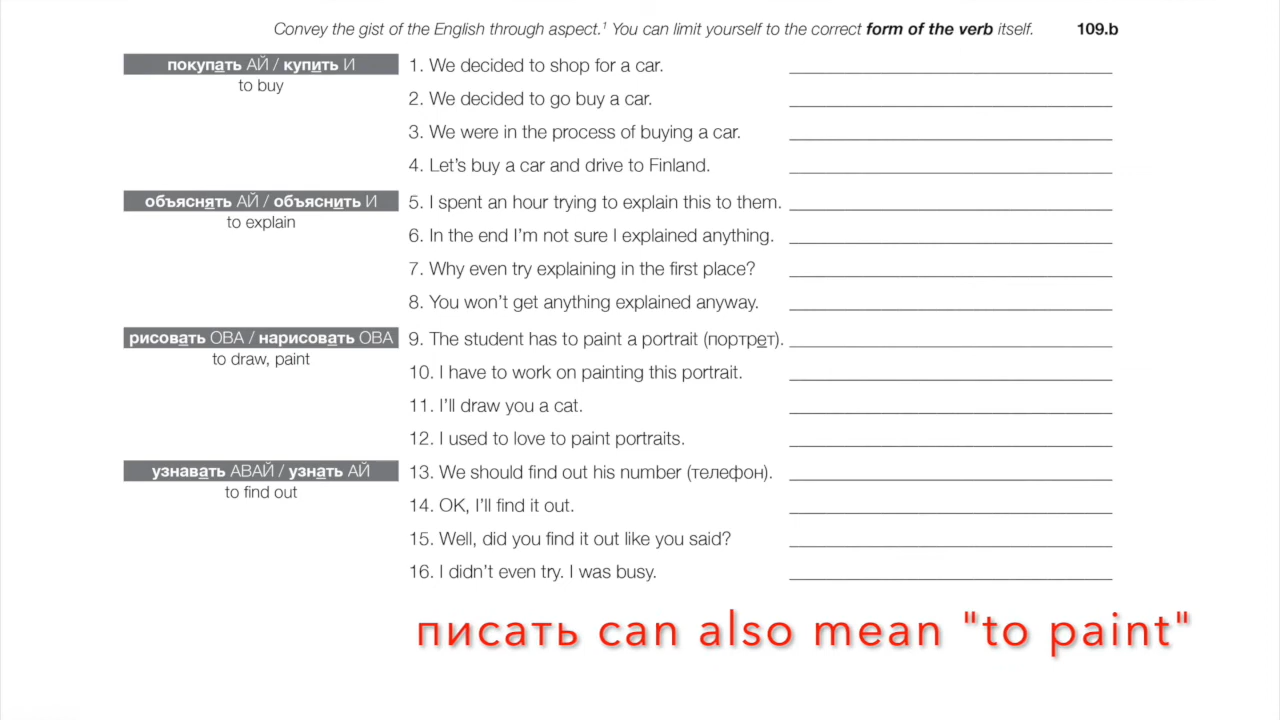 Convey the gist of the English through aspect.¹ You can limit yourself to the correct form of the verb itself. 109.b
покупать АЙ / купить И
to buy
1. We decided to shop for a car.
2. We decided to go buy a car.
3. We were in the process of buying a car.
4. Let's buy a car and drive to Finland.
объяснять АЙ / объяснить И
to explain
5. I spent an hour trying to explain this to them.
6. In the end I'm not sure I explained anything.
7. Why even try explaining in the first place?
8. You won't get anything explained anyway.
рисовать ОВА / нарисовать ОВА
to draw, paint
9. The student has to paint a portrait (портрет).
10. I have to work on painting this portrait.
11. I'll draw you a cat.
12. I used to love to paint portraits.
узнавать АВАЙ / узнать АЙ
to find out
13. We should find out his number (телефон).
14. OK, I'll find it out.
15. Well, did you find it out like you said?
16. I didn't even try. I was busy.
писать can also mean "to paint"